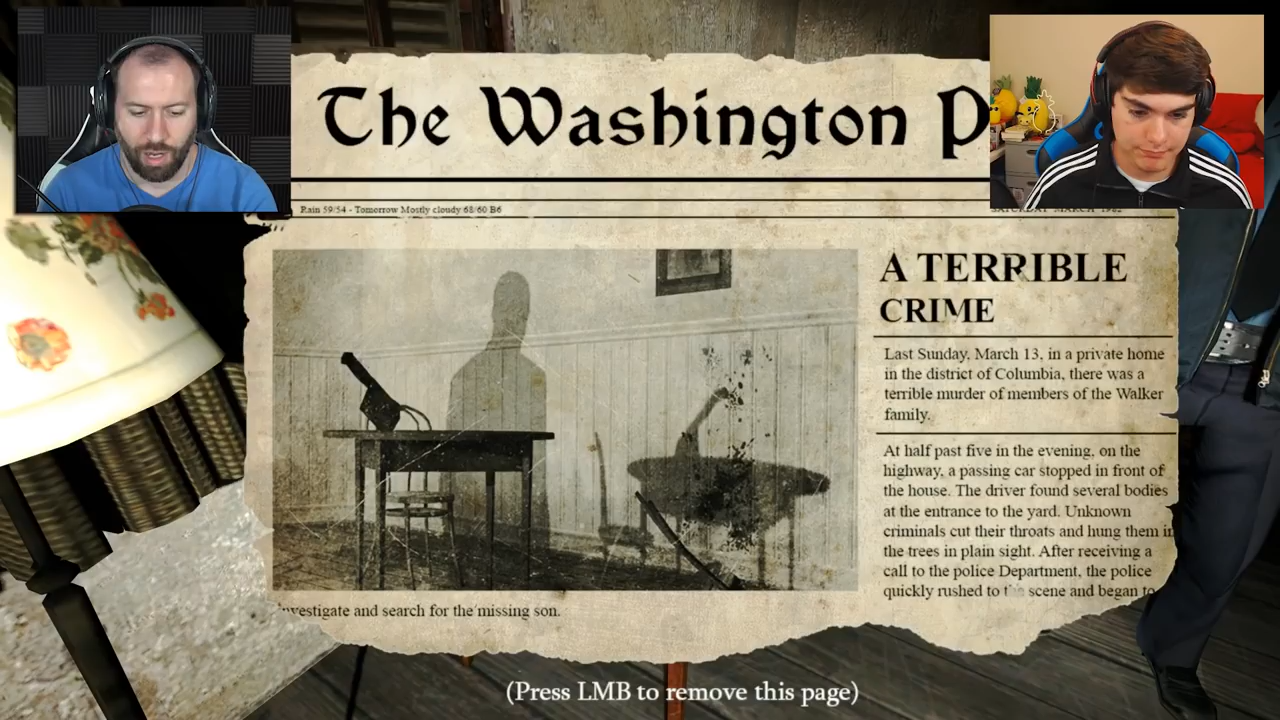 The Washington P
Rain 59/54 - Tomorrow Mostly cloudy 68/60 B6
SATURDAY MARCH 1982
A TERRIBLE
CRIME
Last Sunday, March 13, in a private home
in the district of Columbia, there was a
terrible murder of members of the Walker
family.
At half past five in the evening, on the
highway, a passing car stopped in front of
the house. The driver found several bodies
at the entrance to the yard. Unknown
criminals cut their throats and hung them in
the trees in plain sight. After receiving a
call to the police Department, the police
quickly rushed to the scene and began to
investigate and search for the missing son.
(Press LMB to remove this page)